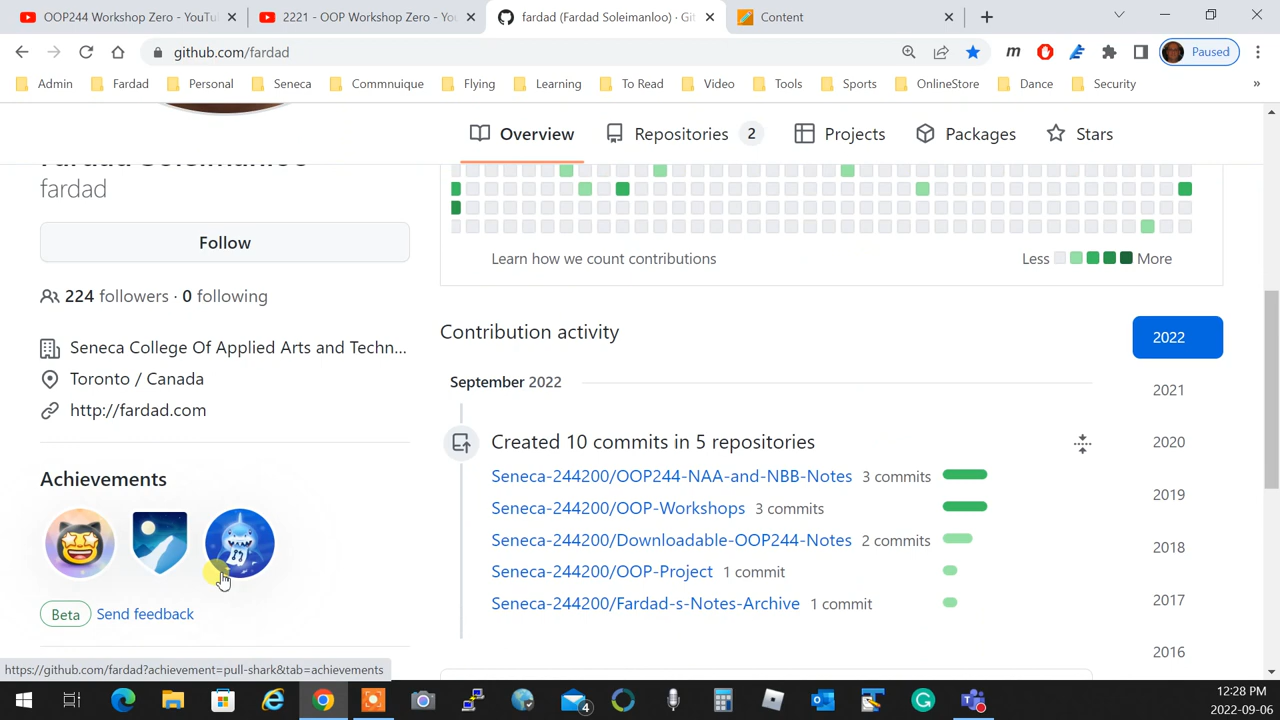 OOP244 Workshop Zero - YouTu
2221 - OOP Workshop Zero - Yo
fardad (Fardad Soleimanloo) · Git
Content
github.com/fardad
m
Paused
Admin
Fardad
Personal
Seneca
Commnuique
Flying
Learning
To Read
Video
Tools
Sports
OnlineStore
Dance
Security
»
Overview
Repositories 2
Projects
Packages
Stars
Fardad Soleimanloo
fardad
Follow
224 followers · 0 following
Seneca College Of Applied Arts and Techn...
Toronto / Canada
http://fardad.com
Achievements
Beta Send feedback
Learn how we count contributions
Less More
Contribution activity
2022
2021
2020
2019
2018
2017
2016
September 2022
Created 10 commits in 5 repositories
Seneca-244200/OOP244-NAA-and-NBB-Notes 3 commits
Seneca-244200/OOP-Workshops 3 commits
Seneca-244200/Downloadable-OOP244-Notes 2 commits
Seneca-244200/OOP-Project 1 commit
Seneca-244200/Fardad-s-Notes-Archive 1 commit
https://github.com/fardad?achievement=pull-shark&tab=achievements
4
12:28 PM
2022-09-06